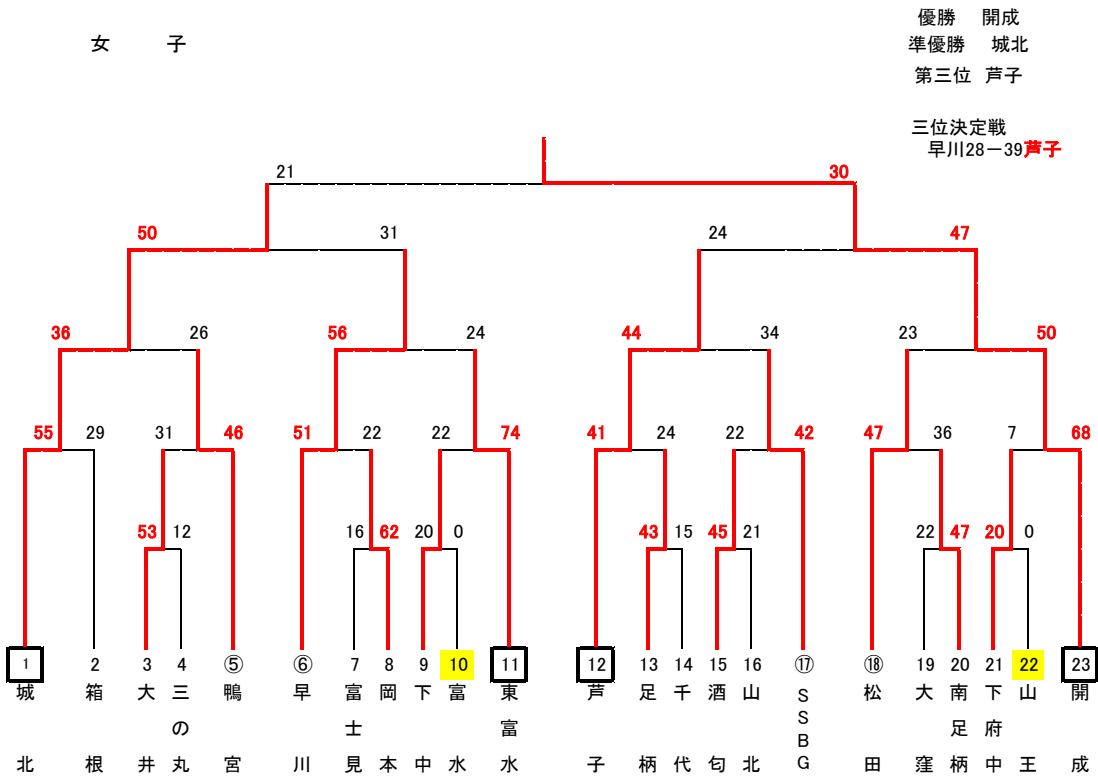 優勝　開成
女　子
準優勝　城北
第三位　芦子
三位決定戦
早川28－39芦子
21 30
50 31 24 47
36 26 56 24 44 34 23 50
55 29 31 46 51 22 22 74 41 24 22 42 47 36 7 68
53 12 16 62 20 0 43 15 45 21 22 47 20 0
1 2 3 4 ⑤ ⑥ 7 8 9 10 11 12 13 14 15 16 ⑰ ⑱ 19 20 21 22 23
城北
箱根
大井
三の丸
鴨宮
早川
富士見
岡本
下中
富水
東富水
芦子
足柄
千代
酒匂
山北
SSBG
松田
大窪
南足柄
下府中
山王
開成